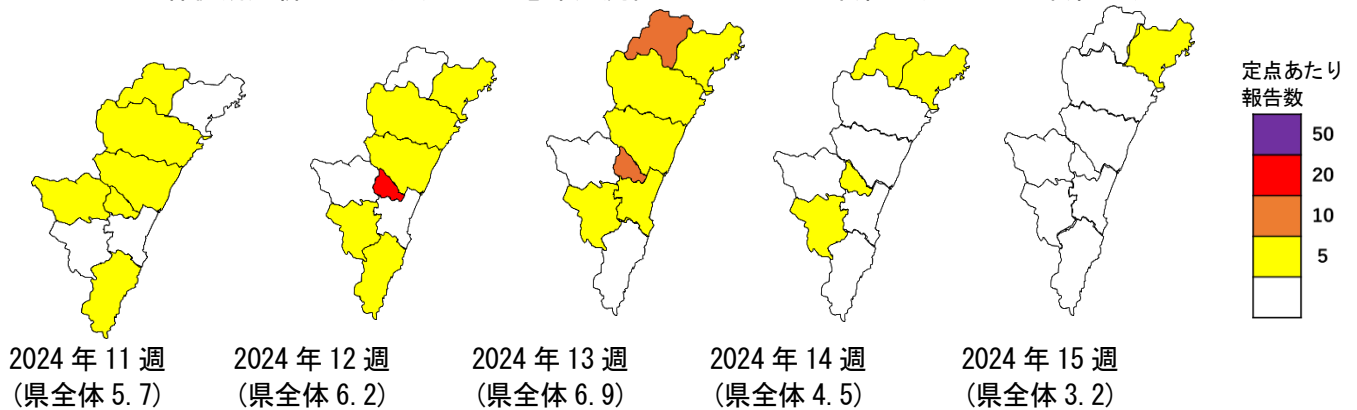 定点あたり
報告数
50
20
10
5
2024 年 11 週
(県全体 5.7)
2024 年 12 週
(県全体 6.2)
2024 年 13 週
(県全体 6.9)
2024 年 14 週
(県全体 4.5)
2024 年 15 週
(県全体 3.2)